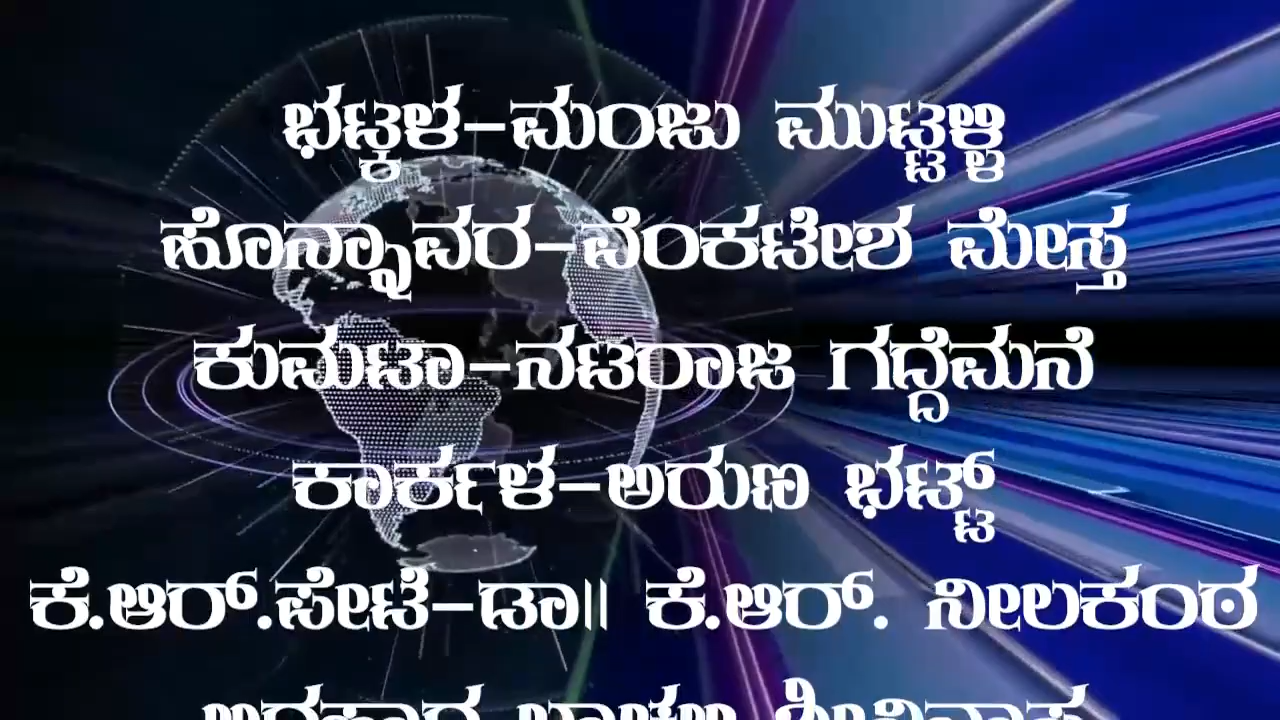 ಭಟ್ಕಳ-ಮಂಜು ಮುಟ್ಟಳ್ಳಿ
ಹೊನ್ನಾವರ-ವೆಂಕಟೇಶ ಮೇಸ್ತ
ಕುಮಟಾ-ನಟರಾಜ ಗದ್ದೆಮನೆ
ಕಾರ್ಕಳ-ಅರುಣ ಭಟ್ಟ್
ಕೆ.ಆರ್.ಪೇಟೆ-ಡಾ॥ ಕೆ.ಆರ್. ನೀಲಕಂಠ